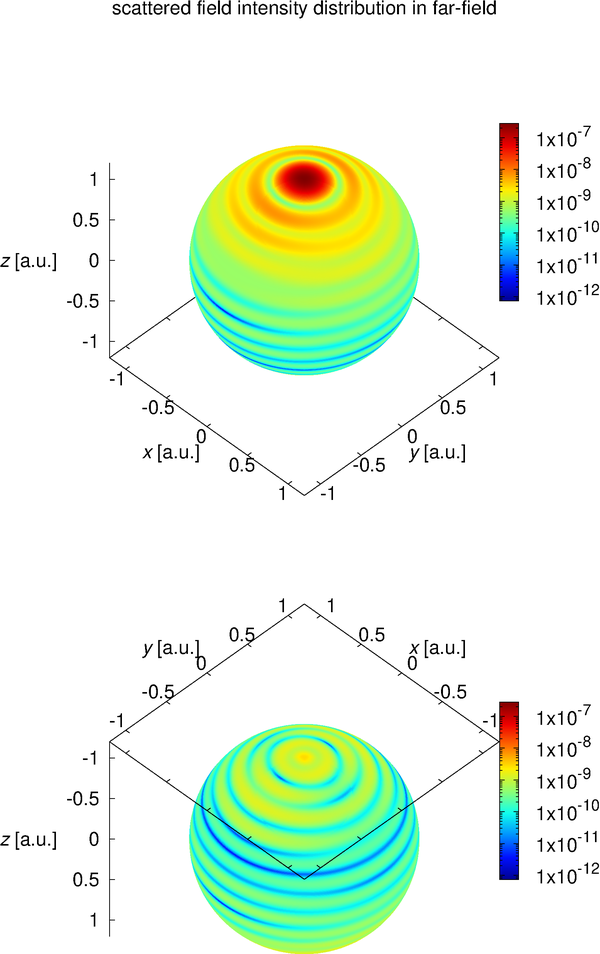 scattered field intensity distribution in far-field
1x10-7
1 1x10-8
0.5 1x10-9
z [a.u.] 0 1x10-10
-0.5 1x10-11
1x10-12
-1
-1 1
-0.5 0.5
0 0
x [a.u.] y [a.u.]
0.5 -0.5
1 -1
1 1
0.5 0.5
y [a.u.] x [a.u.]
0 0
-0.5 -0.5
-1 -1 1x10-7
-1 1x10-8
-0.5 1x10-9
1x10-10
z [a.u.] 0 1x10-11
0.5 1x10-12
1